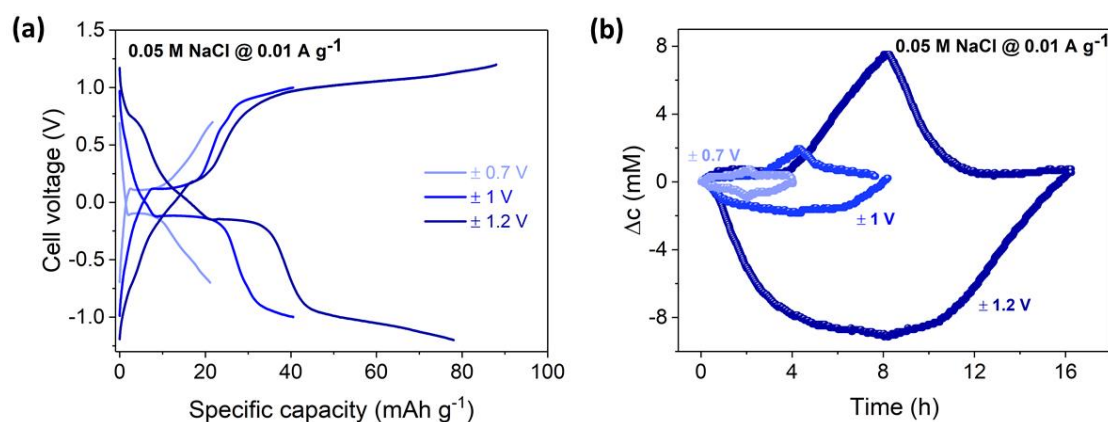 (a)
0.05 M NaCl @ 0.01 A g-1
Cell voltage (V)
1.5
1.0
0.5
0.0
-0.5
-1.0
± 0.7 V
± 1 V
± 1.2 V
0 20 40 60 80 100
Specific capacity (mAh g-1)
(b)
0.05 M NaCl @ 0.01 A g-1
Δc (mM)
8
4
0
-4
-8
± 0.7 V
± 1 V
± 1.2 V
0 4 8 12 16
Time (h)